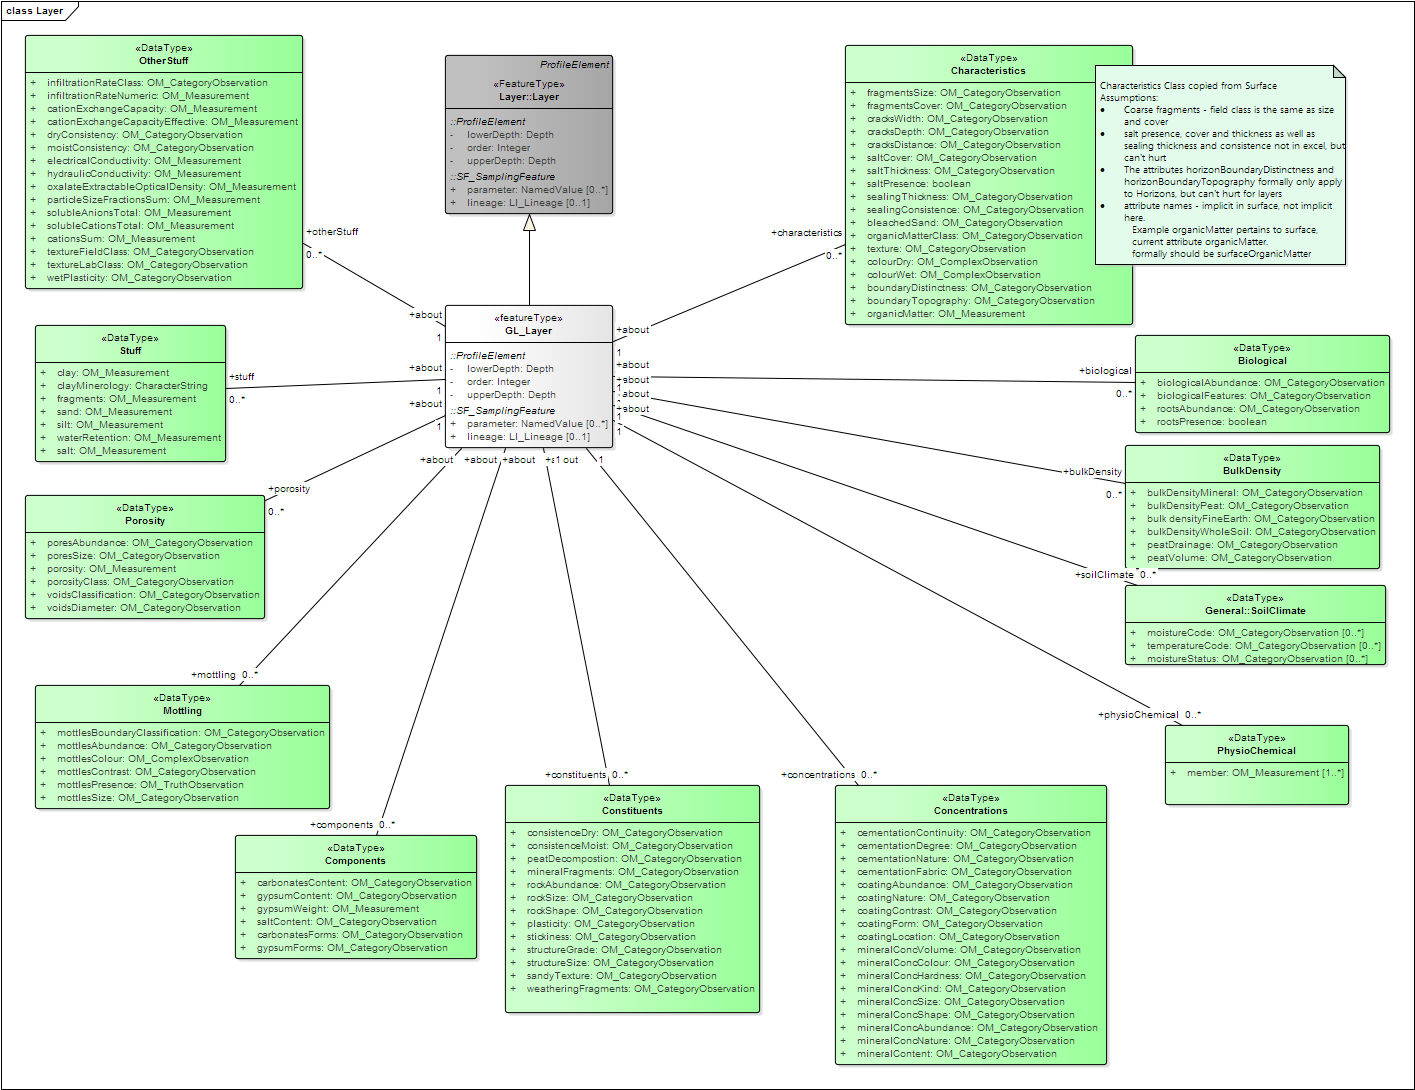 class Layer
«DataType»
OtherStuff
+ infiltrationRateClass: OM_CategoryObservation
+ infiltrationRateNumeric: OM_Measurement
+ cationExchangeCapacity: OM_Measurement
+ cationExchangeCapacityEffective: OM_Measurement
+ dryConsistency: OM_CategoryObservation
+ moistConsistency: OM_CategoryObservation
+ electricalConductivity: OM_Measurement
+ hydraulicConductivity: OM_Measurement
+ oxalateExtractableOpticalDensity: OM_Measurement
+ particleSizeFractionsSum: OM_Measurement
+ solubleAnionsTotal: OM_Measurement
+ solubleCationsTotal: OM_Measurement
+ cationsSum: OM_Measurement
+ textureFieldClass: OM_CategoryObservation
+ textureLabClass: OM_CategoryObservation
+ wetPlasticity: OM_CategoryObservation
ProfileElement
«FeatureType»
Layer::Layer
::ProfileElement
- lowerDepth: Depth
- order: Integer
- upperDepth: Depth
::SF_SamplingFeature
+ parameter: NamedValue [0..*]
+ lineage: LI_Lineage [0..1]
«DataType»
Characteristics
+ fragmentsSize: OM_CategoryObservation
+ fragmentsCover: OM_CategoryObservation
+ cracksWidth: OM_CategoryObservation
+ cracksDepth: OM_CategoryObservation
+ cracksDistance: OM_CategoryObservation
+ saltCover: OM_CategoryObservation
+ saltThickness: OM_CategoryObservation
+ saltPresence: boolean
+ sealingThickness: OM_CategoryObservation
+ sealingConsistence: OM_CategoryObservation
+ bleachedSand: OM_CategoryObservation
+ organicMatterClass: OM_CategoryObservation
+ texture: OM_CategoryObservation
+ colourDry: OM_ComplexObservation
+ colourWet: OM_ComplexObservation
+ boundaryDistinctness: OM_CategoryObservation
+ boundaryTopography: OM_CategoryObservation
+ organicMatter: OM_Measurement
Characteristics Class copied from Surface
Assumptions:
• Coarse fragments - field class is the same as size
and cover
• salt presence, cover and thickness as well as
sealing thickness and consistence not in excel, but
can't hurt
• The attributes horizonBoundaryDistinctness and
horizonBoundaryTopography formally only apply
to Horizons, but can't hurt for layers
• attribute names - implicit in surface, not implicit
here.
Example organicMatter pertains to surface,
current attribute organicMatter.
formally should be surfaceOrganicMatter
+otherStuff
0..*
+about
1
+characteristics
0..*
+about
1
«featureType»
GL_Layer
::ProfileElement
- lowerDepth: Depth
- order: Integer
- upperDepth: Depth
::SF_SamplingFeature
+ parameter: NamedValue [0..*]
+ lineage: LI_Lineage [0..1]
«DataType»
Stuff
+ clay: OM_Measurement
+ clayMinerology: CharacterString
+ fragments: OM_Measurement
+ sand: OM_Measurement
+ silt: OM_Measurement
+ waterRetention: OM_Measurement
+ salt: OM_Measurement
+stuff
0..*
+about
1
+about
1
+about
1
+about
1
+about
+about
1
+biological
0..*
«DataType»
Biological
+ biologicalAbundance: OM_CategoryObservation
+ biologicalFeatures: OM_CategoryObservation
+ rootsAbundance: OM_CategoryObservation
+ rootsPresence: boolean
+bulkDensity
0..*
«DataType»
BulkDensity
+ bulkDensityMineral: OM_CategoryObservation
+ bulkDensityPeat: OM_CategoryObservation
+ bulk densityFineEarth: OM_CategoryObservation
+ bulkDensityWholeSoil: OM_CategoryObservation
+ peatDrainage: OM_CategoryObservation
+ peatVolume: OM_CategoryObservation
+about +about +about 1 out 1
+porosity
0..*
«DataType»
Porosity
+ poresAbundance: OM_CategoryObservation
+ poresSize: OM_CategoryObservation
+ porosity: OM_Measurement
+ porosityClass: OM_CategoryObservation
+ voidsClassification: OM_CategoryObservation
+ voidsDiameter: OM_CategoryObservation
+soilClimate 0..*
«DataType»
General::SoilClimate
+ moistureCode: OM_CategoryObservation [0..*]
+ temperatureCode: OM_CategoryObservation [0..*]
+ moistureStatus: OM_CategoryObservation [0..*]
+mottling 0..*
«DataType»
Mottling
+ mottlesBoundaryClassification: OM_CategoryObservation
+ mottlesAbundance: OM_CategoryObservation
+ mottlesColour: OM_ComplexObservation
+ mottlesContrast: OM_CategoryObservation
+ mottlesPresence: OM_TruthObservation
+ mottlesSize: OM_CategoryObservation
+physioChemical 0..*
«DataType»
PhysioChemical
+ member: OM_Measurement [1..*]
+components 0..*
«DataType»
Components
+ carbonatesContent: OM_CategoryObservation
+ gypsumContent: OM_CategoryObservation
+ gypsumWeight: OM_Measurement
+ saltContent: OM_CategoryObservation
+ carbonatesForms: OM_CategoryObservation
+ gypsumForms: OM_CategoryObservation
+constituents 0..*
«DataType»
Constituents
+ consistenceDry: OM_CategoryObservation
+ consistenceMoist: OM_CategoryObservation
+ peatDecompostion: OM_CategoryObservation
+ mineralFragments: OM_CategoryObservation
+ rockAbundance: OM_CategoryObservation
+ rockSize: OM_CategoryObservation
+ rockShape: OM_CategoryObservation
+ plasticity: OM_CategoryObservation
+ stickiness: OM_CategoryObservation
+ structureGrade: OM_CategoryObservation
+ structureSize: OM_CategoryObservation
+ sandyTexture: OM_CategoryObservation
+ weatheringFragments: OM_CategoryObservation
+concentrations 0..*
«DataType»
Concentrations
+ cementationContinuity: OM_CategoryObservation
+ cementationDegree: OM_CategoryObservation
+ cementationNature: OM_CategoryObservation
+ cementationFabric: OM_CategoryObservation
+ coatingAbundance: OM_CategoryObservation
+ coatingNature: OM_CategoryObservation
+ coatingContrast: OM_CategoryObservation
+ coatingForm: OM_CategoryObservation
+ coatingLocation: OM_CategoryObservation
+ mineralConcVolume: OM_CategoryObservation
+ mineralConcColour: OM_CategoryObservation
+ mineralConcHardness: OM_CategoryObservation
+ mineralConcKind: OM_CategoryObservation
+ mineralConcSize: OM_CategoryObservation
+ mineralConcShape: OM_CategoryObservation
+ mineralConcAbundance: OM_CategoryObservation
+ mineralConcNature: OM_CategoryObservation
+ mineralContent: OM_CategoryObservation